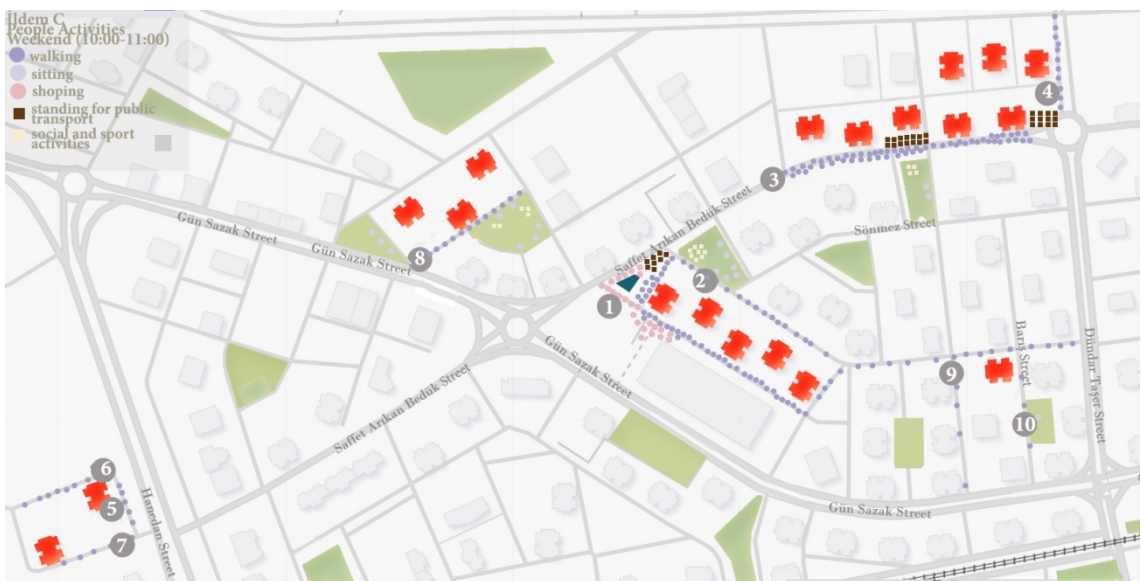 İldem C
People Activities
Weekend (10:00-11:00)
walking
sitting
shoping
standing for public
transport
social and sport
activities
4
3
Gün Sazak Street
Gün Sazak Street
8
Saffet Arıkan Bedük Street
Sönmez Street
2
1
Gün Sazak Street
Saffet Arıkan Bedük Street
9
Barış Street
Dündar Taşer Street
10
6
5
7
Hanedan Street
Gün Sazak Street